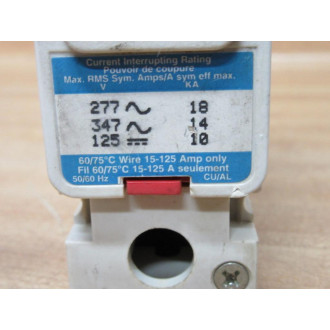 Current Interrupting Rating
Pouvoir de coupure
Max. RMS Sym. Amps/A sym eff max.
V KA
277 ~ 18
347 ~ 14
125 ⎓ 10
60/75°C Wire 15-125 Amp only
Fil 60/75°C 15-125 A seulement
50/60 Hz CU/AL